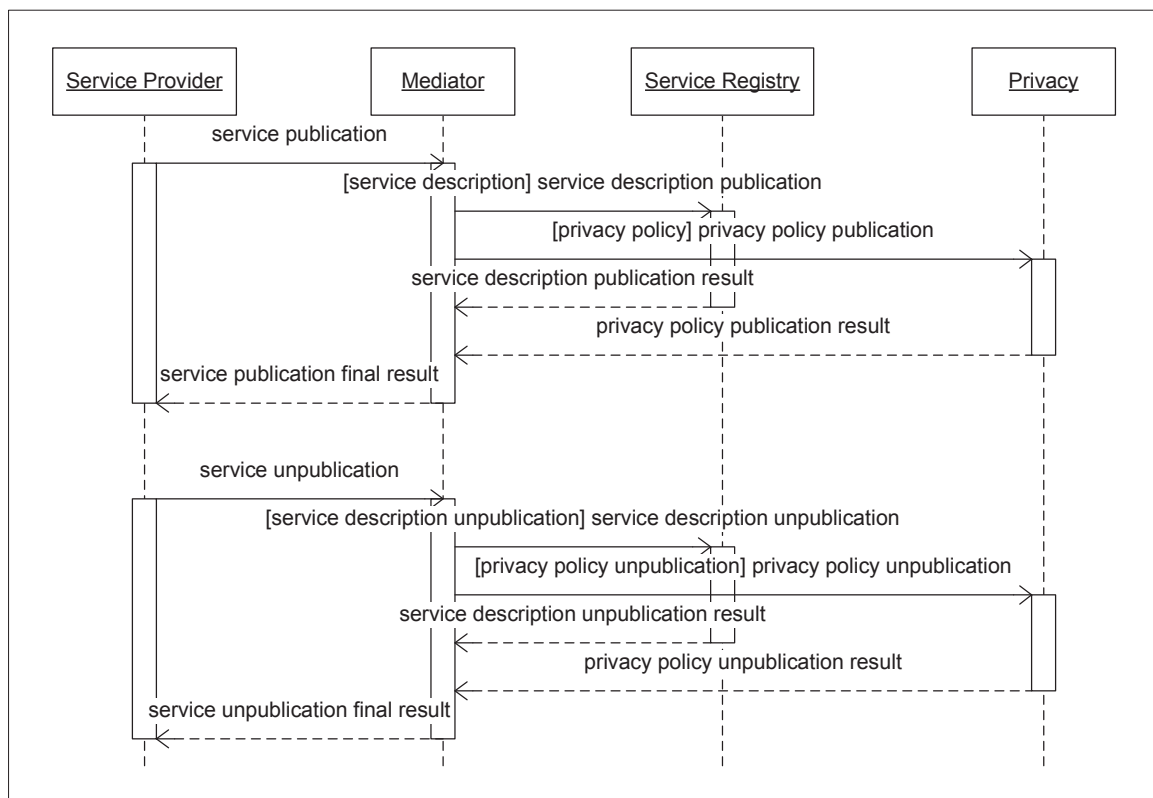 Service Provider
Mediator
Service Registry
Privacy
service publication
[service description] service description publication
[privacy policy] privacy policy publication
service description publication result
privacy policy publication result
service publication final result
service unpublication
[service description unpublication] service description unpublication
[privacy policy unpublication] privacy policy unpublication
service description unpublication result
privacy policy unpublication result
service unpublication final result